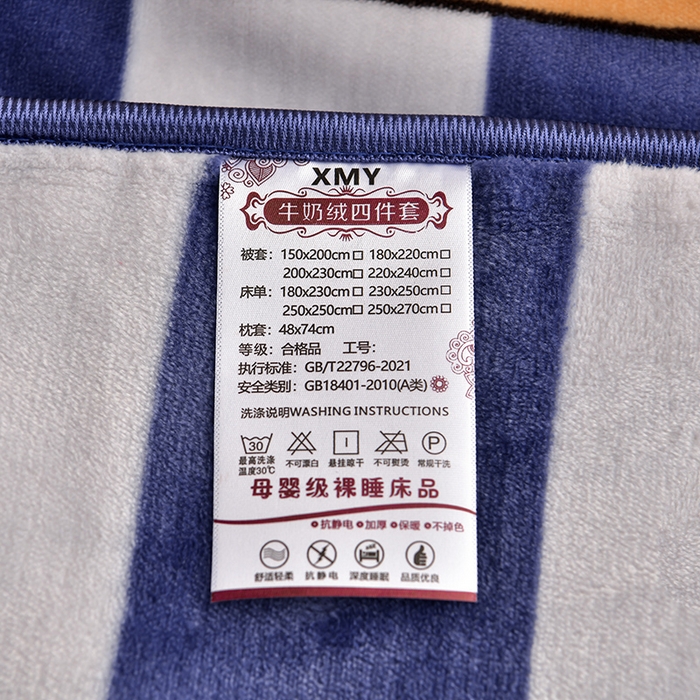 XMY
牛奶绒四件套
被套：150x200cm□ 180x220cm□
200x230cm□ 220x240cm□
床单：180x230cm□ 230x250cm□
250x250cm□ 250x270cm□
枕套：48x74cm
等级：合格品 工号：
执行标准：GB/T22796-2021
安全类别：GB18401-2010(A类)
洗涤说明WASHING INSTRUCTIONS
30 P
最高洗涤温度30℃ 不可漂白 悬挂晾干 不可熨烫 常规干洗
母婴级裸睡床品
抗静电 加厚 保暖 不掉色
舒适轻柔 抗静电 深度睡眠 品质优良